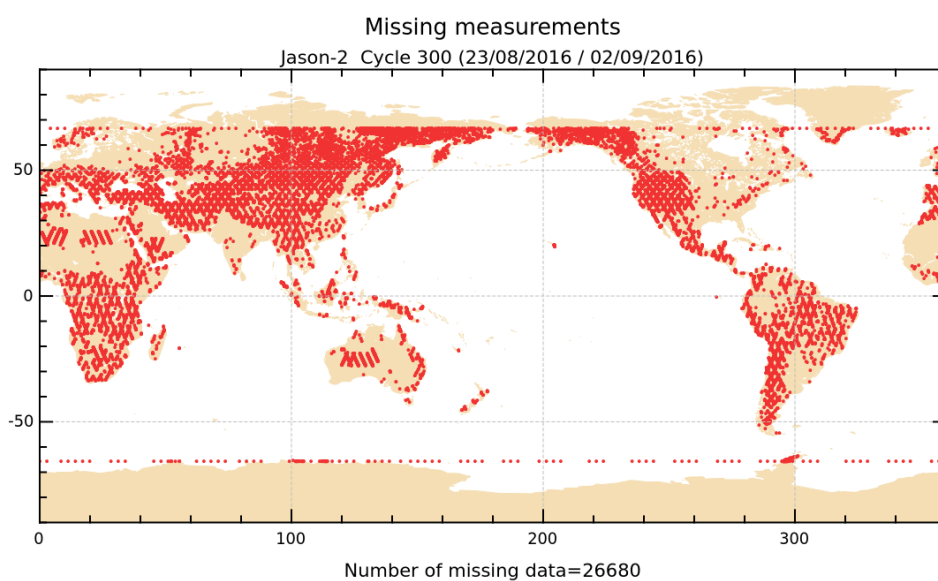 Missing measurements
Jason-2  Cycle 300 (23/08/2016 / 02/09/2016)
50
0
-50
0 100 200 300
Number of missing data=26680